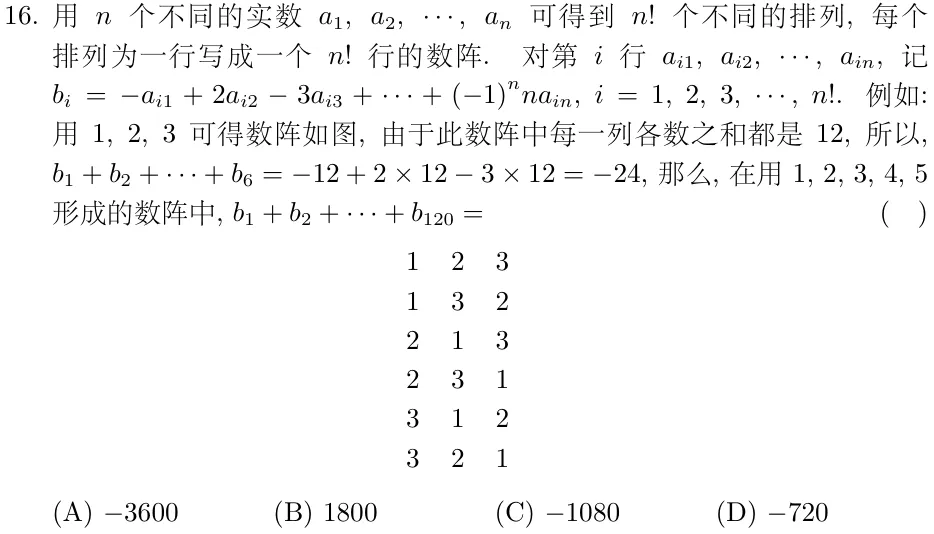 16. 用 n 个不同的实数 a₁, a₂, ⋯, aₙ 可得到 n! 个不同的排列, 每个
排列为一行写成一个 n! 行的数阵. 对第 i 行 aᵢ₁, aᵢ₂, ⋯, aᵢₙ, 记
bᵢ = −aᵢ₁ + 2aᵢ₂ − 3aᵢ₃ + ⋯ + (−1)ⁿnaᵢₙ, i = 1, 2, 3, ⋯, n!. 例如:
用 1, 2, 3 可得数阵如图, 由于此数阵中每一列各数之和都是 12, 所以,
b₁ + b₂ + ⋯ + b₆ = −12 + 2 × 12 − 3 × 12 = −24, 那么, 在用 1, 2, 3, 4, 5
形成的数阵中, b₁ + b₂ + ⋯ + b₁₂₀ = ( )
1 2 3
1 3 2
2 1 3
2 3 1
3 1 2
3 2 1
(A) −3600 (B) 1800 (C) −1080 (D) −720